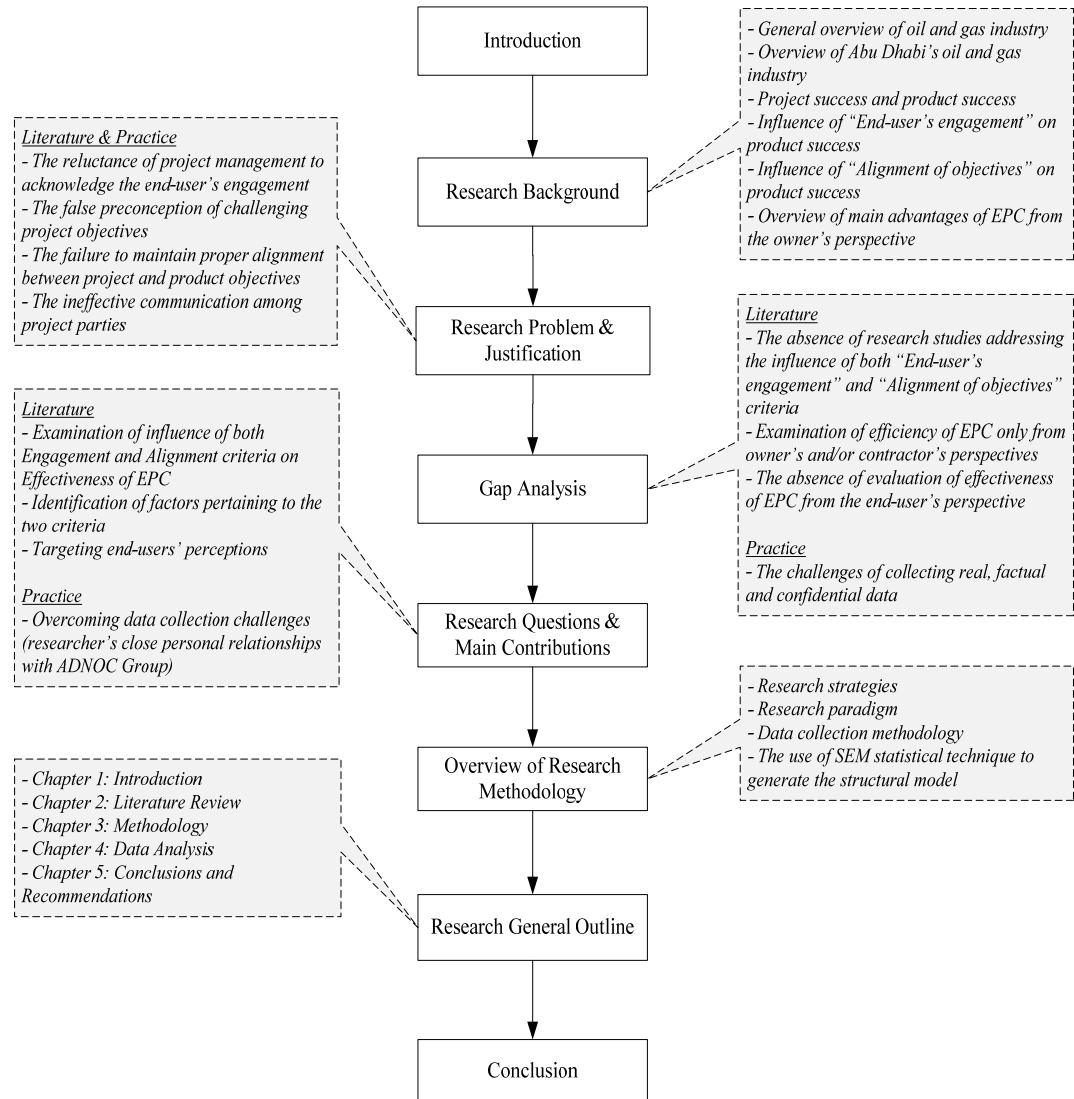 Introduction
- General overview of oil and gas industry
- Overview of Abu Dhabi's oil and gas
industry
- Project success and product success
- Influence of "End-user's engagement" on
product success
- Influence of "Alignment of objectives" on
product success
- Overview of main advantages of EPC from
the owner's perspective
Research Background
Literature & Practice
- The reluctance of project management to
acknowledge the end-user's engagement
- The false preconception of challenging
project objectives
- The failure to maintain proper alignment
between project and product objectives
- The ineffective communication among
project parties
Research Problem &
Justification
Literature
- The absence of research studies addressing
the influence of both "End-user's
engagement" and "Alignment of objectives"
criteria
- Examination of efficiency of EPC only from
owner's and/or contractor's perspectives
- The absence of evaluation of effectiveness
of EPC from the end-user's perspective
Practice
- The challenges of collecting real, factual
and confidential data
Gap Analysis
Literature
- Examination of influence of both
Engagement and Alignment criteria on
Effectiveness of EPC
- Identification of factors pertaining to the
two criteria
- Targeting end-users' perceptions
Practice
- Overcoming data collection challenges
(researcher's close personal relationships
with ADNOC Group)
Research Questions &
Main Contributions
- Research strategies
- Research paradigm
- Data collection methodology
- The use of SEM statistical technique to
generate the structural model
Overview of Research
Methodology
- Chapter 1: Introduction
- Chapter 2: Literature Review
- Chapter 3: Methodology
- Chapter 4: Data Analysis
- Chapter 5: Conclusions and
Recommendations
Research General Outline
Conclusion